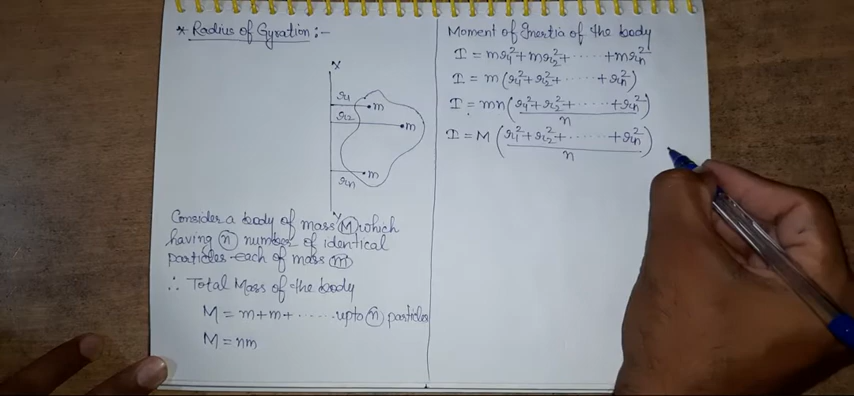 * Radius of Gyration :-
X
r₁
m
r₂
m
rₙ
m
Y
Consider a body of mass M which
having n number of identical
particles each of mass m
∴ Total Mass of the body
M = m+m+ ...... upto n particles
M = nm
Moment of Inertia of the body
I = mr₁²+mr₂²+ ...... +mrₙ²
I = m(r₁²+r₂²+ ...... +rₙ²)
I = mn(r₁²+r₂²+ ...... +rₙ²)
n
I = M (r₁²+r₂²+ ...... +rₙ²)
n